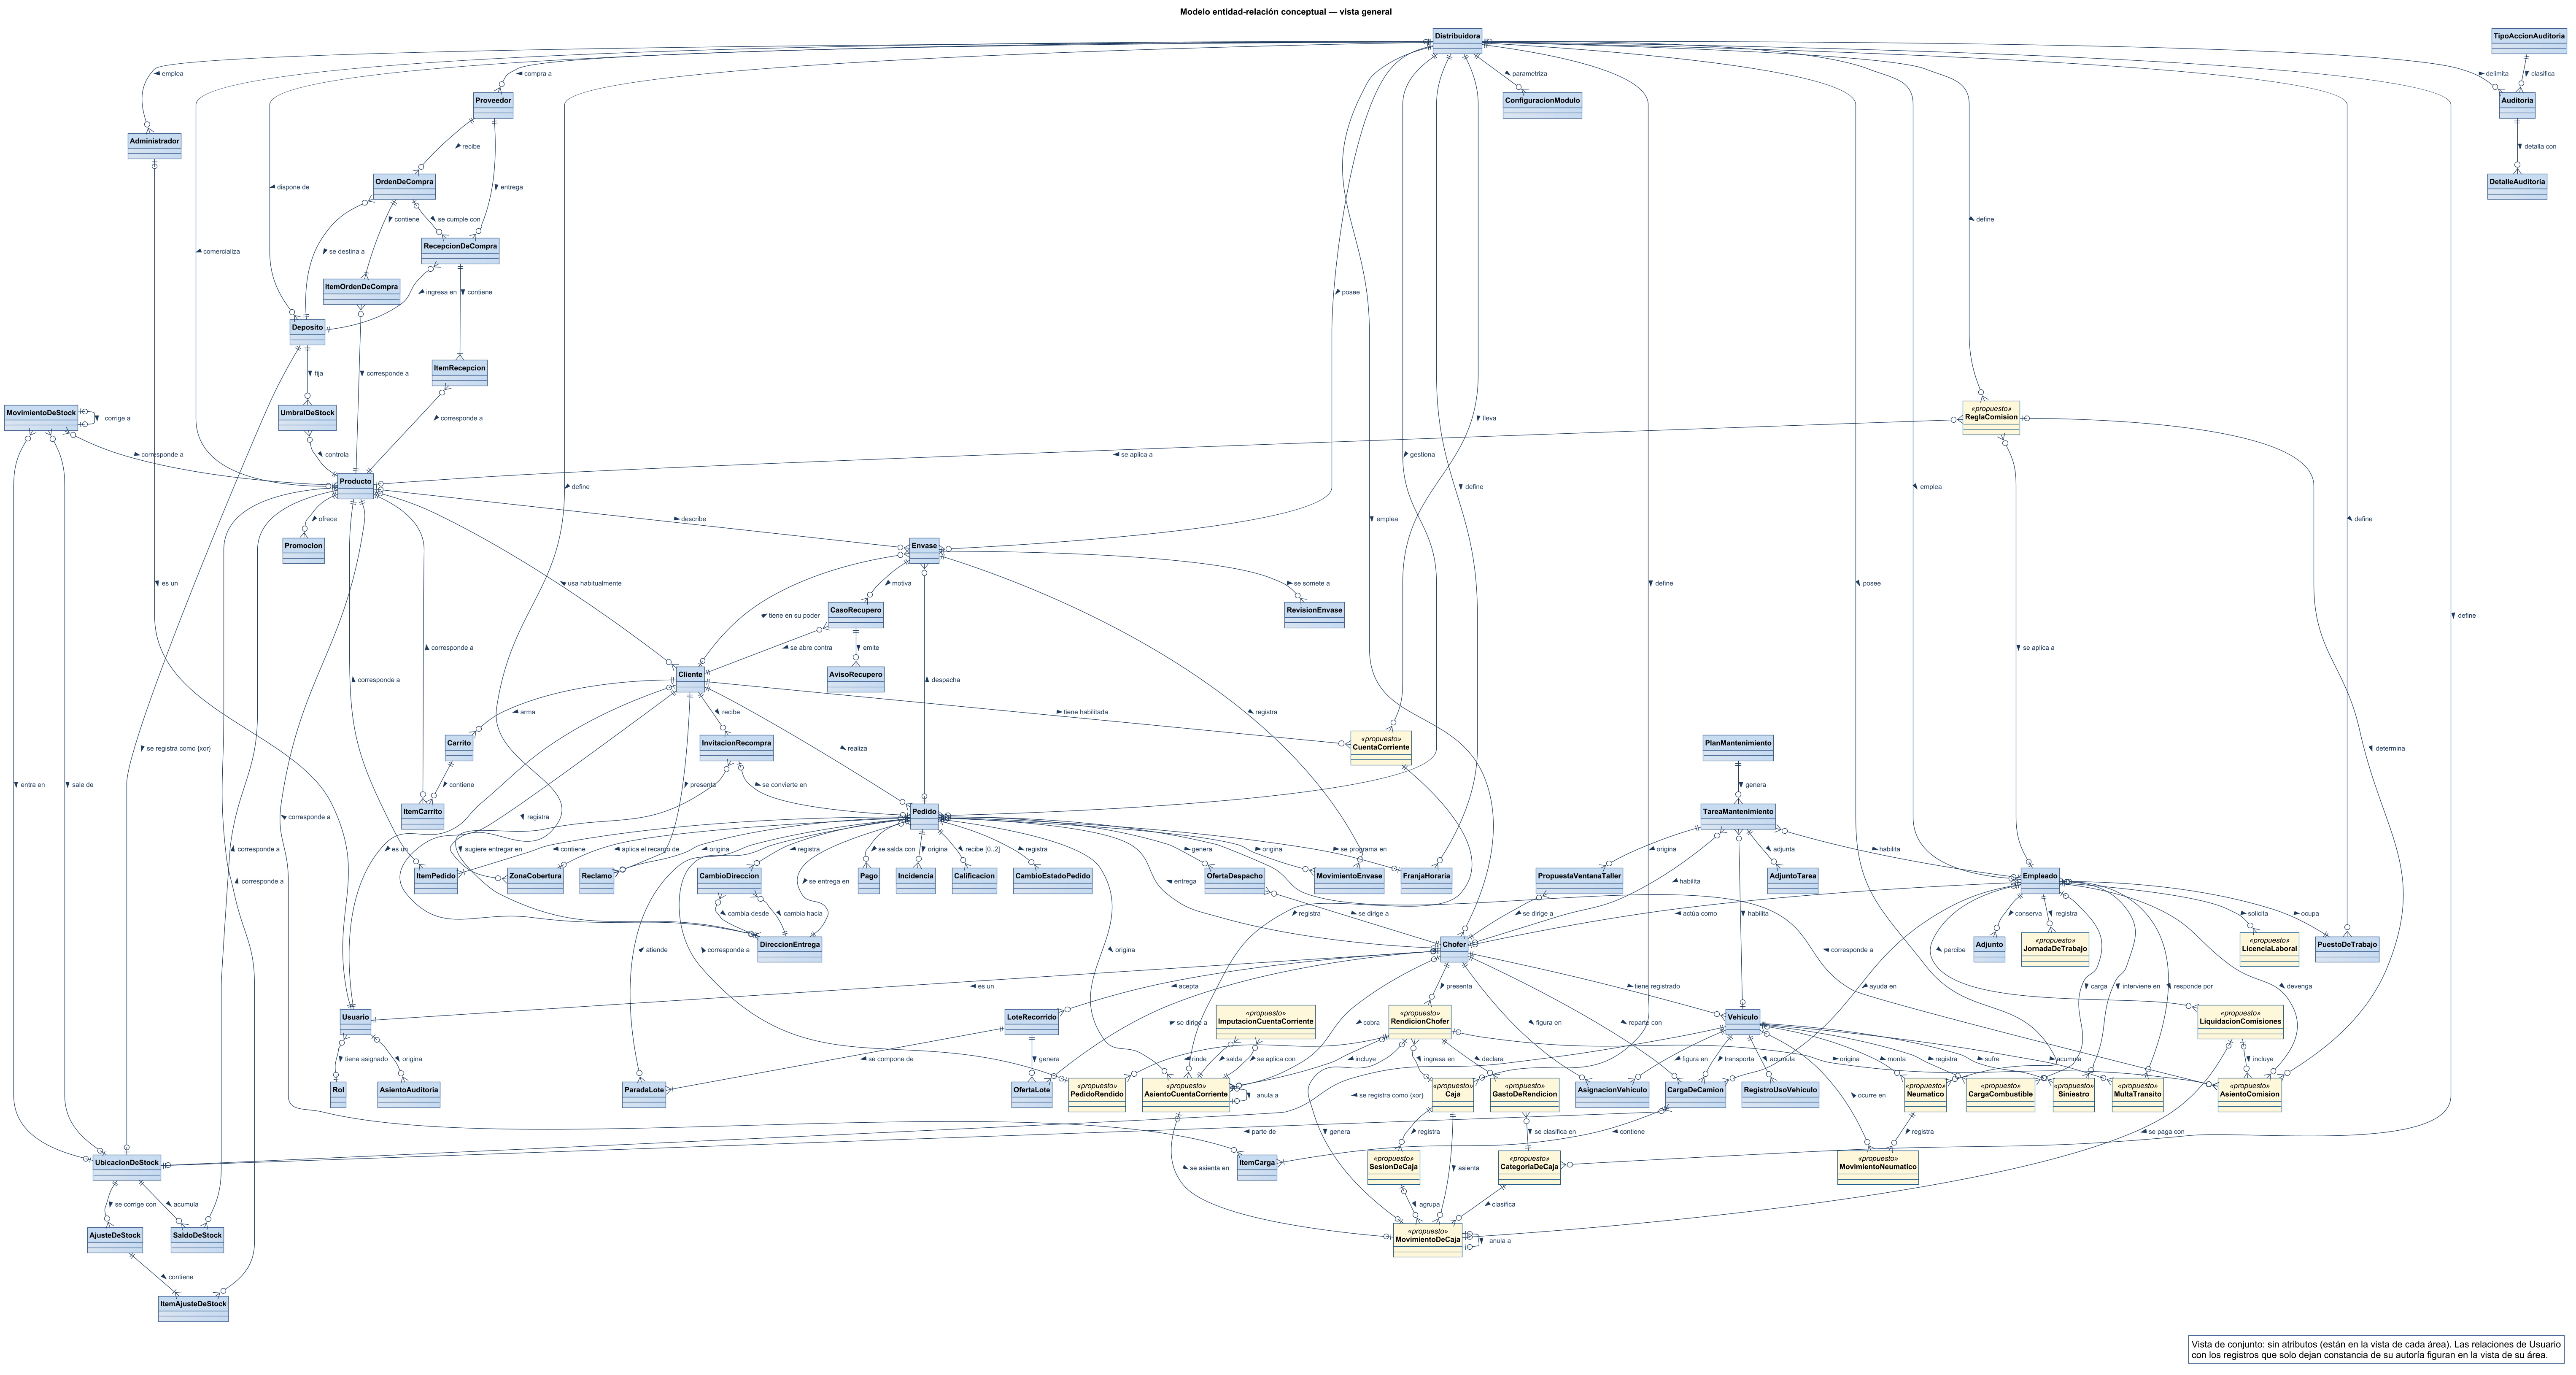 Modelo entidad-relación conceptual — vista general
Distribuidora
TipoAccionAuditoria
emplea
compra a
parametriza
delimita
clasifica
Proveedor
ConfiguracionModulo
Auditoria
Administrador
recibe
detalla con
OrdenDeCompra
entrega
dispone de
DetalleAuditoria
contiene
se cumple con
define
RecepcionDeCompra
comercializa
se destina a
ItemOrdenDeCompra
ingresa en
contiene
posee
Deposito
ItemRecepcion
fija
corresponde a
MovimientoDeStock
corrige a
UmbralDeStock
corresponde a
lleva
«propuesto»
ReglaComision
corresponde a
controla
gestiona
se aplica a
Producto
define
define
emplea
ofrece
describe
emplea
define
Promocion
Envase
es un
usa habitualmente
motiva
se somete a
define
posee
define
CasoRecupero
RevisionEnvase
tiene en su poder
corresponde a
se abre contra
emite
se aplica a
Cliente
AvisoRecupero
corresponde a
despacha
arma
recibe
tiene habilitada
registra
se registra como {xor}
Carrito
InvitacionRecompra
realiza
«propuesto»
CuentaCorriente
PlanMantenimiento
determina
entra en
sale de
contiene
presenta
se convierte en
genera
ItemCarrito
Pedido
TareaMantenimiento
corresponde a
registra
es un
sugiere entregar en
contiene
aplica el recargo de
origina
registra
se salda con
origina
recibe [0..2]
registra
genera
origina
se programa en
origina
adjunta
habilita
corresponde a
ItemPedido
ZonaCobertura
Reclamo
CambioDireccion
se entrega en
Pago
Incidencia
Calificacion
CambioEstadoPedido
entrega
OfertaDespacho
MovimientoEnvase
FranjaHoraria
PropuestaVentanaTaller
habilita
AdjuntoTarea
Empleado
cambia desde
cambia hacia
registra
se dirige a
se dirige a
habilita
actúa como
conserva
registra
solicita
ocupa
DireccionEntrega
atiende
corresponde a
origina
Chofer
corresponde a
percibe
Adjunto
«propuesto»
JornadaDeTrabajo
«propuesto»
LicenciaLaboral
PuestoDeTrabajo
es un
acepta
presenta
tiene registrado
ayuda en
carga
interviene en
responde por
devenga
Usuario
LoteRecorrido
«propuesto»
ImputacionCuentaCorriente
«propuesto»
RendicionChofer
Vehiculo
«propuesto»
LiquidacionComisiones
se dirige a
cobra
figura en
reparte con
tiene asignado
origina
se compone de
genera
rinde
salda
se aplica con
incluye
ingresa en
declara
figura en
transporta
acumula
origina
monta
registra
sufre
acumula
incluye
Rol
AsientoAuditoria
ParadaLote
OfertaLote
«propuesto»
PedidoRendido
«propuesto»
AsientoCuentaCorriente
anula a
se registra como {xor}
«propuesto»
Caja
«propuesto»
GastoDeRendicion
AsignacionVehiculo
CargaDeCamion
RegistroUsoVehiculo
ocurre en
«propuesto»
Neumatico
«propuesto»
CargaCombustible
«propuesto»
Siniestro
«propuesto»
MultaTransito
«propuesto»
AsientoComision
parte de
genera
registra
se clasifica en
contiene
registra
se paga con
UbicacionDeStock
ItemCarga
se asienta en
«propuesto»
SesionDeCaja
asienta
«propuesto»
CategoriaDeCaja
«propuesto»
MovimientoNeumatico
se corrige con
acumula
agrupa
clasifica
AjusteDeStock
SaldoDeStock
«propuesto»
MovimientoDeCaja
anula a
contiene
ItemAjusteDeStock
Vista de conjunto: sin atributos (están en la vista de cada área). Las relaciones de Usuario
con los registros que solo dejan constancia de su autoría figuran en la vista de su área.